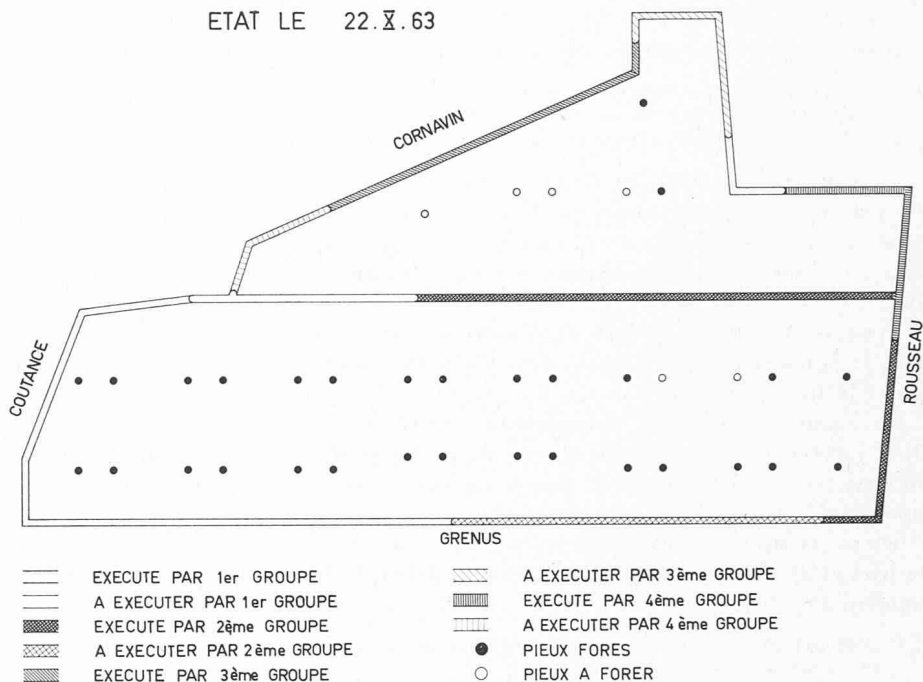 ETAT LE 22.X.63
CORNAVIN
COUTANCE
ROUSSEAU
GRENUS
EXECUTE PAR 1er GROUPE
A EXECUTER PAR 1er GROUPE
EXECUTE PAR 2ème GROUPE
A EXECUTER PAR 2ème GROUPE
EXECUTE PAR 3ème GROUPE
A EXECUTER PAR 3ème GROUPE
EXECUTE PAR 4ème GROUPE
A EXECUTER PAR 4ème GROUPE
PIEUX FORES
PIEUX A FORER